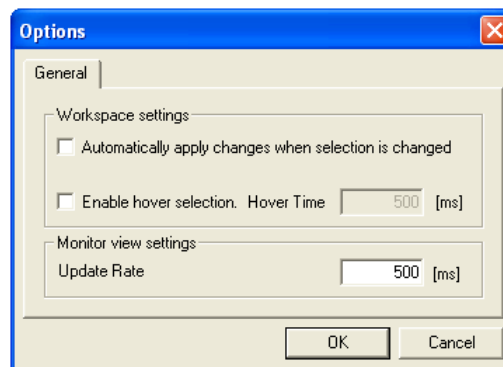 Options
General
Workspace settings
Automatically apply changes when selection is changed
Enable hover selection. Hover Time 500 [ms]
Monitor view settings
Update Rate 500 [ms]
OK Cancel